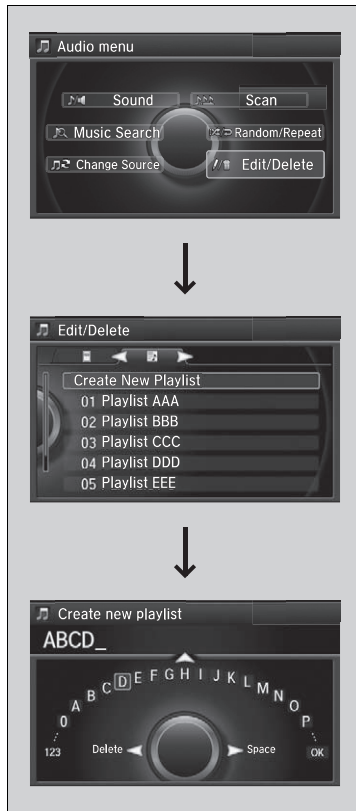 Audio menu
Sound
Scan
Music Search
Random/Repeat
Change Source
Edit/Delete
Edit/Delete
Create New Playlist
01 Playlist AAA
02 Playlist BBB
03 Playlist CCC
04 Playlist DDD
05 Playlist EEE
Create new playlist
ABCD_
0 A B C D E F G H I J K L M N O P
123 Delete Space OK